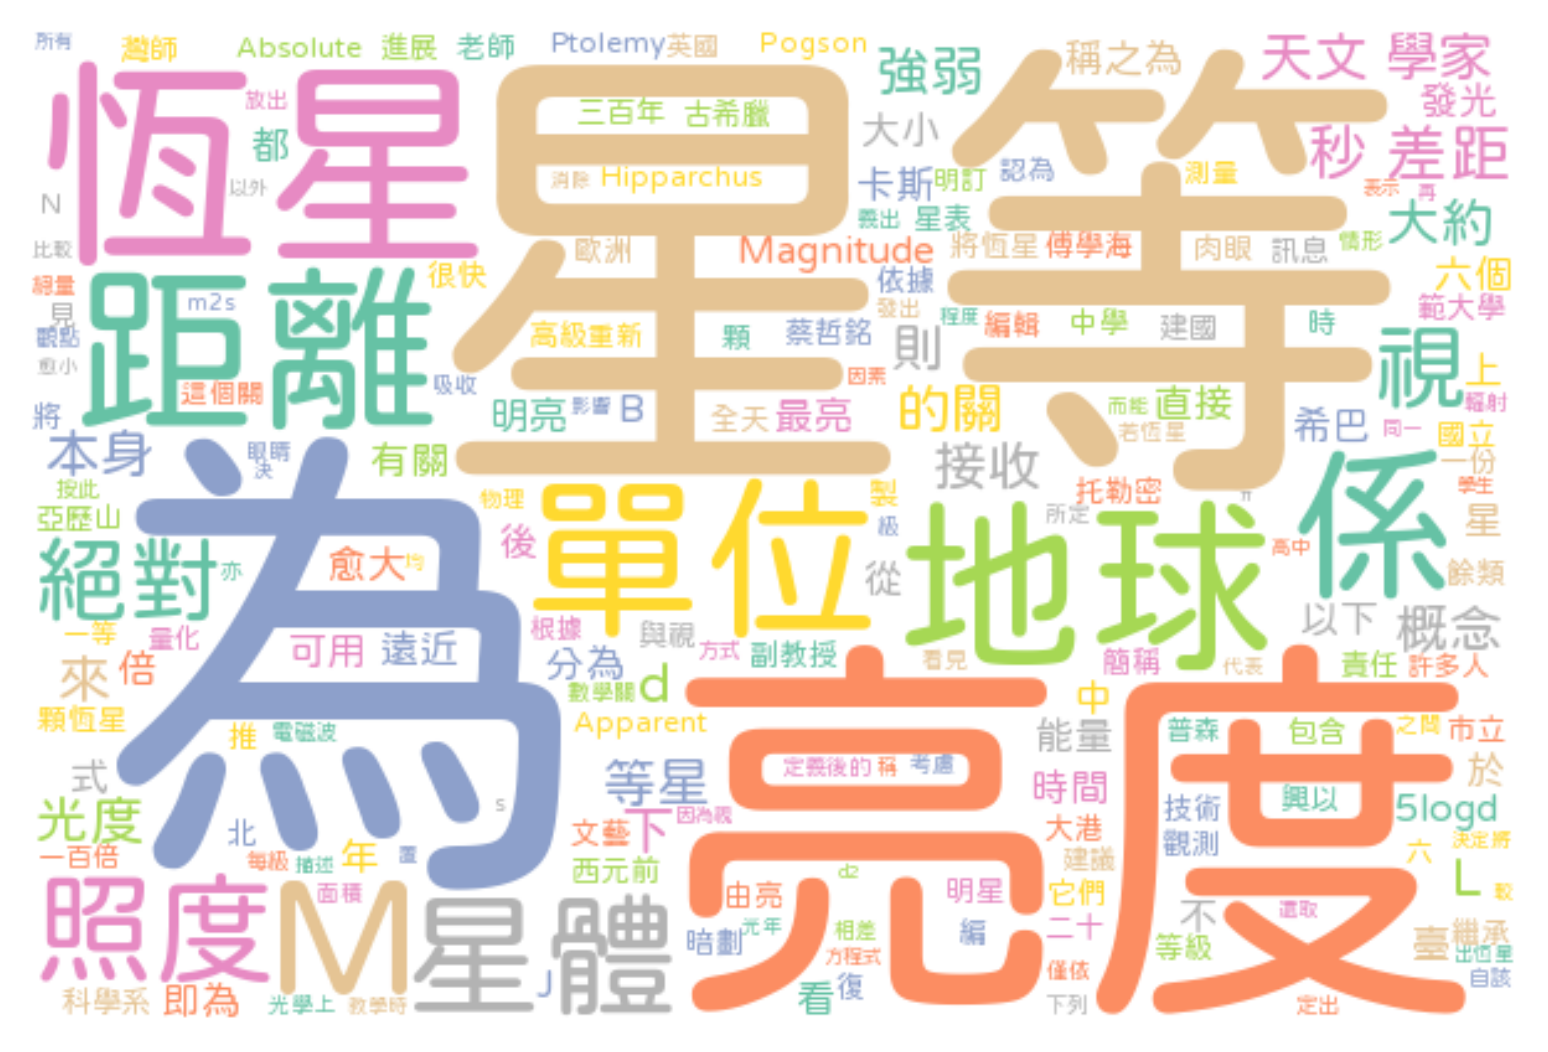 所有
灣師
Absolute
進展
老師
Ptolemy
英國
Pogson
強弱
稱之為
天文
學家
恆星
放出
星等
三百年
古希臘
大小
發光
都
秒
差距
N
以外
消除
Hipparchus
卡斯
明訂
認為
測量
表示
再
比較
歐洲
Magnitude
義出
星表
將恆星
傅學海
肉眼
訊息
情形
大約
距離
很快
依據
六個
m2s
見
發出
範大學
觀點
高級重新
顆
蔡哲銘
則
程度
編輯
中學
建國
時
視
愈小
這個關
吸收
因素
上
將
明亮
影響
B
全天
最亮
的關
而能
直接
若恆星
希巴
同一
輻射
國立
本身
眼睛
決
有關
接收
一份
按此
為
物理
單位
製
托勒密
π
學生
亞歷山
級
地球
所定
係
星
絕對
亦
愈大
均
後
從
高中
餘類
一等
量化
可用
遠近
根據
與視
以下
概念
來
倍
分為
方式
副教授
看見
簡稱
代表
責任
許多人
數學關
d
亮度
顆恆星
推
電磁波
Apparent
中
能量
普森
包含
之間
市立
式
等星
定義後的
稱
考慮
時間
於
光度
s
下
因為視
技術
興以
5logd
北
文藝
大港
觀測
決定將
一百倍
每級
描述
年
置
西元前
d2
建議
六
照度
M
面積
星體
由亮
明星
它們
L
較
不
選取
暗劃
光年
相差
編
二十
等級
臺
繼承
出恆星
方程式
僅依
自該
科學系
即為
光學上
教學時
J
看
復
下列
定出